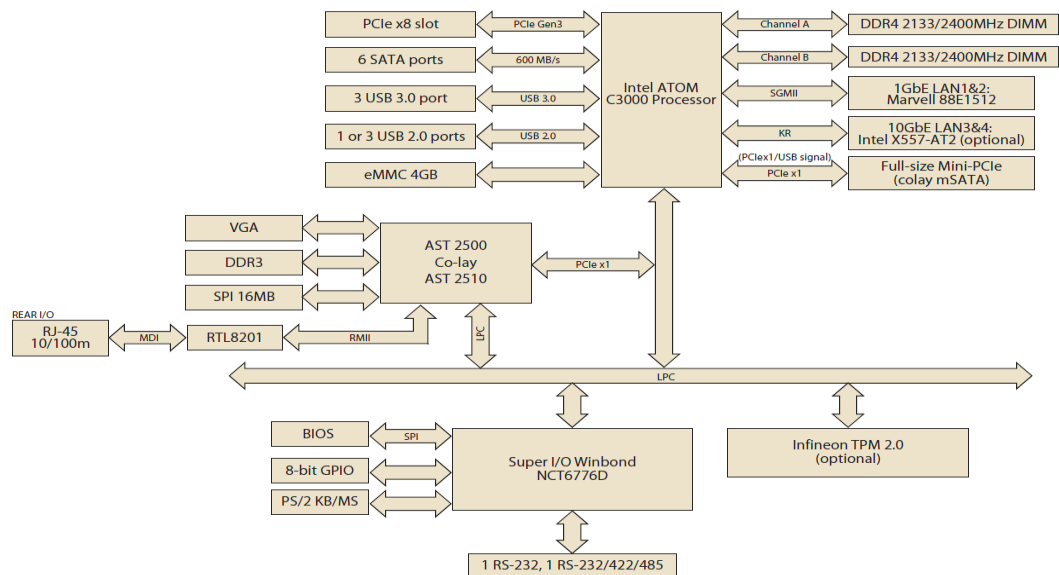 PCIe x8 slot
PCIe Gen3
6 SATA ports
600 MB/s
3 USB 3.0 port
USB 3.0
1 or 3 USB 2.0 ports
USB 2.0
eMMC 4GB
Intel ATOM
C3000 Processor
Channel A
DDR4 2133/2400MHz DIMM
Channel B
DDR4 2133/2400MHz DIMM
SGMII
1GbE LAN1&2:
Marvell 88E1512
KR
10GbE LAN3&4:
Intel X557-AT2 (optional)
(PCIex1/USB signal)
PCIe x1
Full-size Mini-PCIe
(colay mSATA)
VGA
DDR3
SPI 16MB
AST 2500
Co-lay
AST 2510
PCIe x1
REAR I/O
RJ-45
10/100m
MDI
RTL8201
RMII
LPC
LPC
BIOS
SPI
8-bit GPIO
PS/2 KB/MS
Super I/O Winbond
NCT6776D
Infineon TPM 2.0
(optional)
1 RS-232, 1 RS-232/422/485